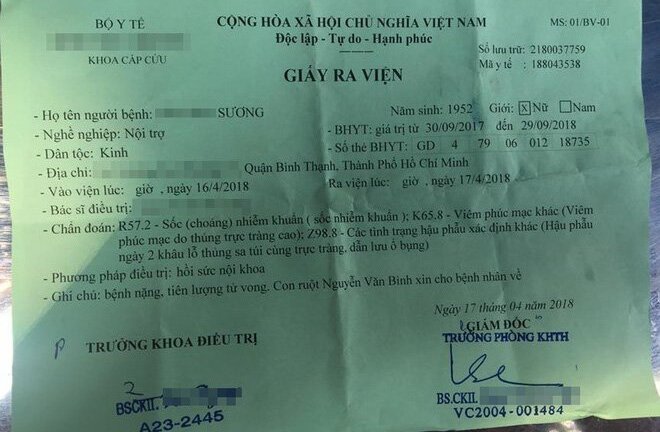 BỘ Y TẾ
CỘNG HÒA XÃ HỘI CHỦ NGHĨA VIỆT NAM
MS: 01/BV-01
Độc lập - Tự do - Hạnh phúc
KHOA CẤP CỨU
Số lưu trữ: 2180037759
Mã y tế : 188043538
GIẤY RA VIỆN
- Họ tên người bệnh: SƯƠNG
Năm sinh: 1952 Giới: [X] Nữ [ ] Nam
- Nghề nghiệp: Nội trợ
- BHYT: giá trị từ 30/09/2017 đến 29/09/2018
- Dân tộc: Kinh
- Số thẻ BHYT: GD 4 79 06 012 18735
- Địa chỉ: Quận Bình Thạnh, Thành Phố Hồ Chí Minh
- Vào viện lúc: giờ , ngày 16/4/2018
Ra viện lúc: giờ, ngày 17/4/2018
- Bác sĩ điều trị:
- Chẩn đoán: R57.2 - Sốc (choáng) nhiễm khuẩn ( sốc nhiễm khuẩn ); K65.8 - Viêm phúc mạc khác (Viêm
phúc mạc do thủng trực tràng cao); Z98.8 - Các tình trạng hậu phẫu xác định khác (Hậu phẫu
ngày 2 khâu lỗ thủng sa túi cùng trực tràng, dẫn lưu ổ bụng)
- Phương pháp điều trị: hồi sức nội khoa
- Ghi chú: bệnh nặng, tiên lượng tử vong. Con ruột Nguyễn Văn Bình xin cho bệnh nhân về
Ngày 17 tháng 04 năm 2018
TRƯỞNG KHOA ĐIỀU TRỊ
GIÁM ĐỐC
TRƯỞNG PHÒNG KHTH
BSCKII.
A23-2445
BS.CKII.
VC2004-001484